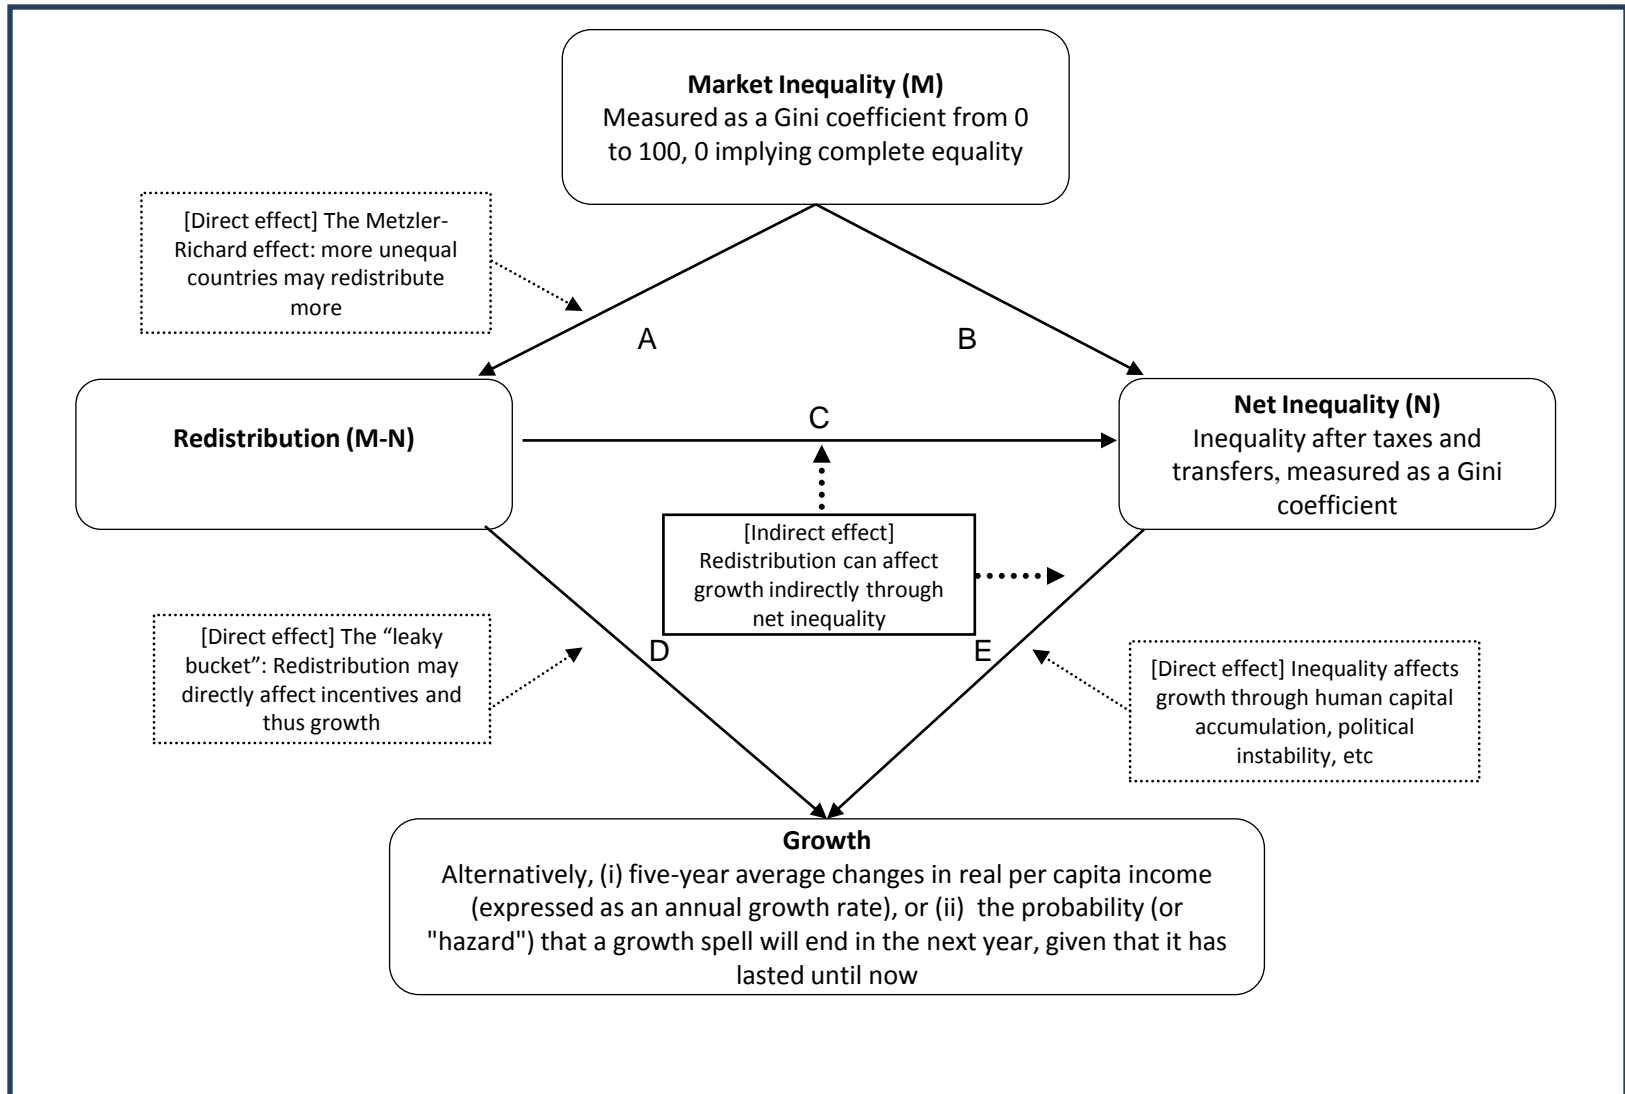 Market Inequality (M)
Measured as a Gini coefficient from 0
to 100, 0 implying complete equality
[Direct effect] The Metzler-
Richard effect: more unequal
countries may redistribute
more
A
B
Redistribution (M-N)
C
Net Inequality (N)
Inequality after taxes and
transfers, measured as a Gini
coefficient
[Indirect effect]
Redistribution can affect
growth indirectly through
net inequality
[Direct effect] The “leaky
bucket”: Redistribution may
directly affect incentives and
thus growth
D
E
[Direct effect] Inequality affects
growth through human capital
accumulation, political
instability, etc
Growth
Alternatively, (i) five-year average changes in real per capita income
(expressed as an annual growth rate), or (ii) the probability (or
"hazard") that a growth spell will end in the next year, given that it has
lasted until now